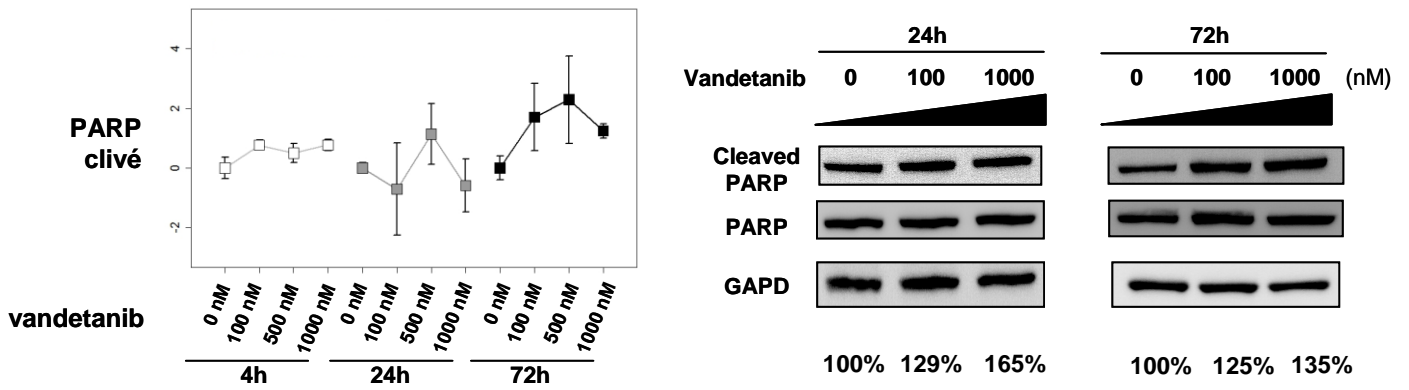 4
2
0
-2
PARP
clivé
0 nM
100 nM
500 nM
1000 nM
0 nM
100 nM
500 nM
1000 nM
0 nM
100 nM
500 nM
1000 nM
vandetanib
4h 24h 72h
24h 72h
Vandetanib 0 100 1000 0 100 1000 (nM)
Cleaved
PARP
PARP
GAPD
100% 129% 165% 100% 125% 135%